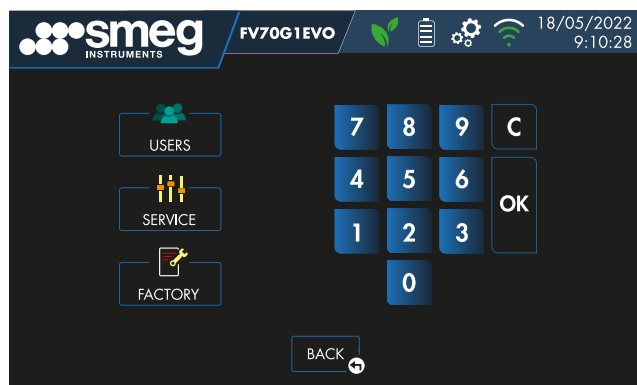 smeg
INSTRUMENTS
FV70G1EVO
18/05/2022
9:10:28
USERS
SERVICE
FACTORY
7 8 9 C
4 5 6
OK
1 2 3
0
BACK